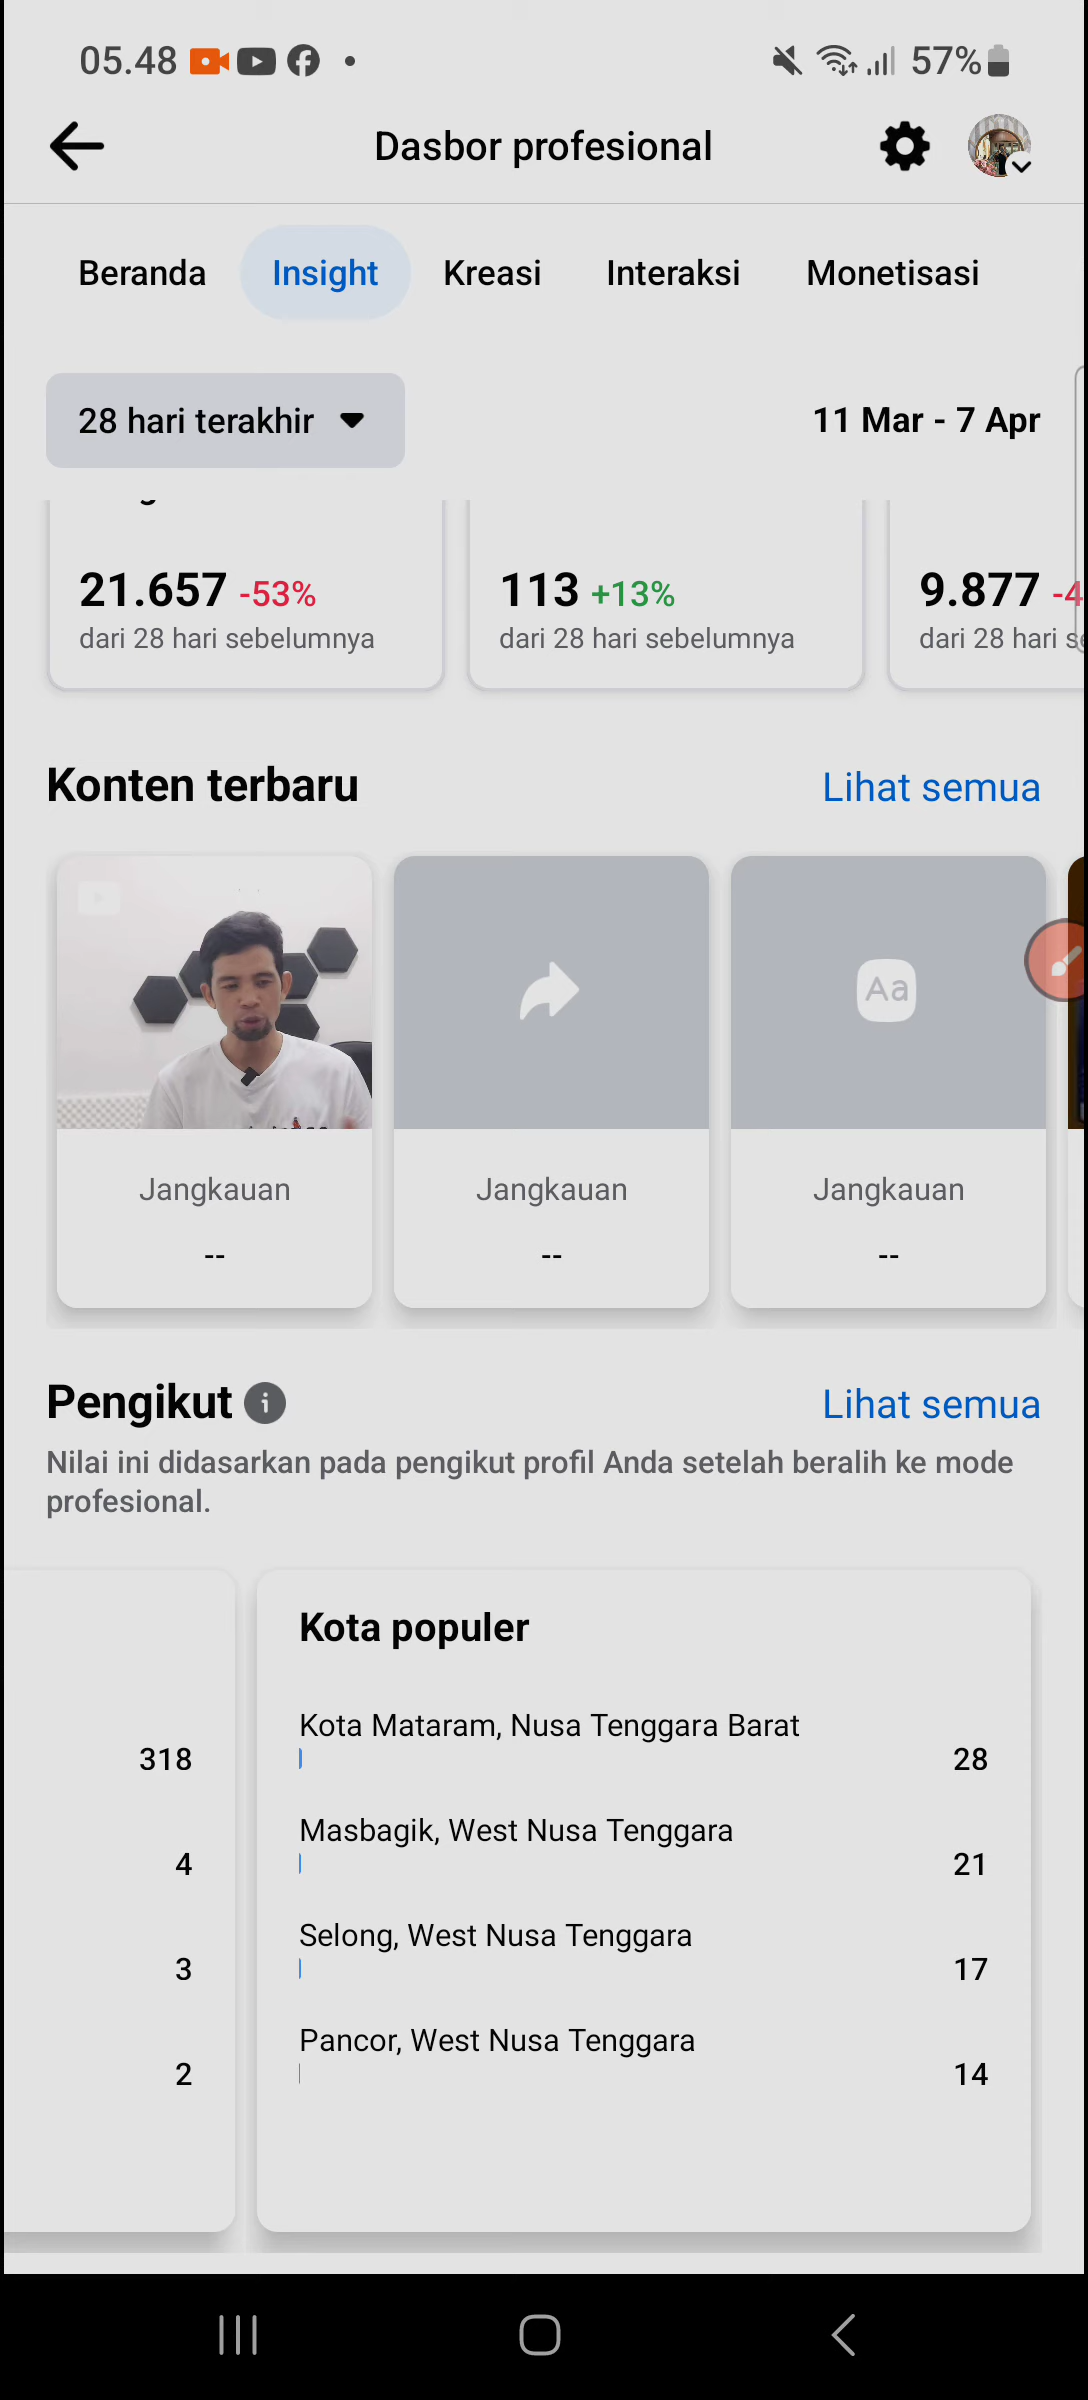 05.48
57%
Dasbor profesional
Beranda Insight Kreasi Interaksi Monetisasi
28 hari terakhir
11 Mar - 7 Apr
21.657 -53%
dari 28 hari sebelumnya
113 +13%
dari 28 hari sebelumnya
9.877 -4
dari 28 hari se
Konten terbaru
Lihat semua
Aa
Jangkauan
--
Jangkauan
--
Jangkauan
--
Pengikut
Lihat semua
Nilai ini didasarkan pada pengikut profil Anda setelah beralih ke mode
profesional.
318
4
3
2
Kota populer
Kota Mataram, Nusa Tenggara Barat
28
Masbagik, West Nusa Tenggara
21
Selong, West Nusa Tenggara
17
Pancor, West Nusa Tenggara
14